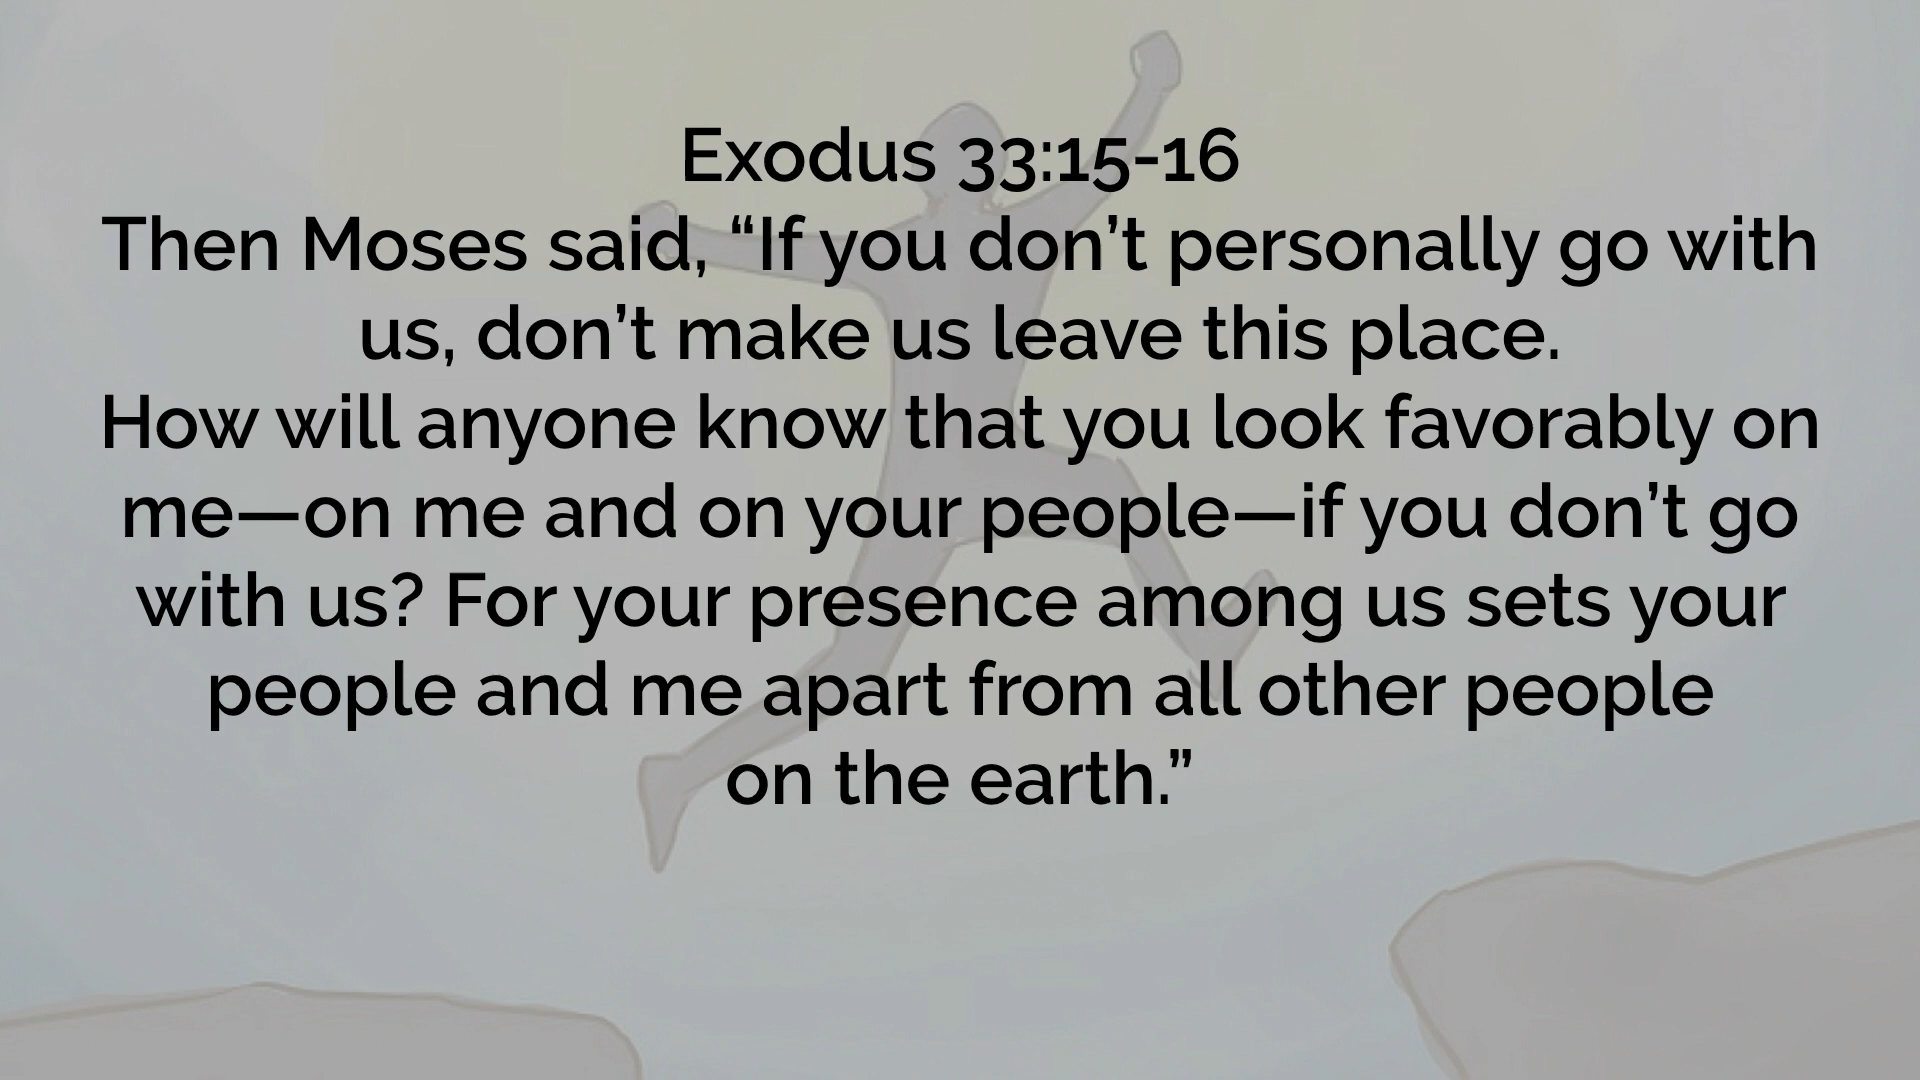 Exodus 33:15-16
Then Moses said, “If you don’t personally go with
us, don’t make us leave this place.
How will anyone know that you look favorably on
me—on me and on your people—if you don’t go
with us? For your presence among us sets your
people and me apart from all other people
on the earth.”